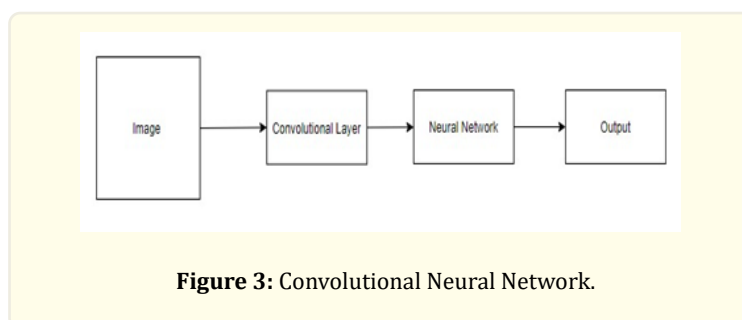 Image
Convolutional Layer
Neural Network
Output
Figure 3: Convolutional Neural Network.